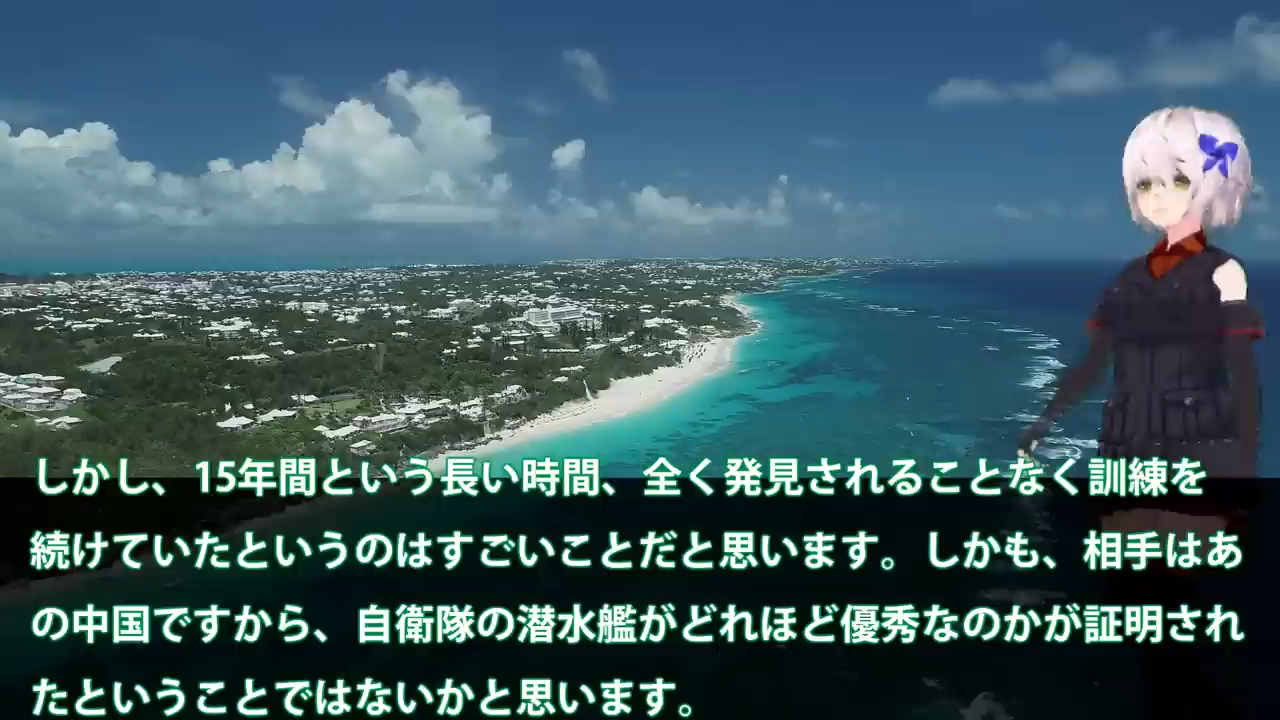 しかし、15年間という長い時間、全く発見されることなく訓練を
続けていたというのはすごいことだと思います。しかも、相手はあ
の中国ですから、自衛隊の潜水艦がどれほど優秀なのかが証明され
たということではないかと思います。